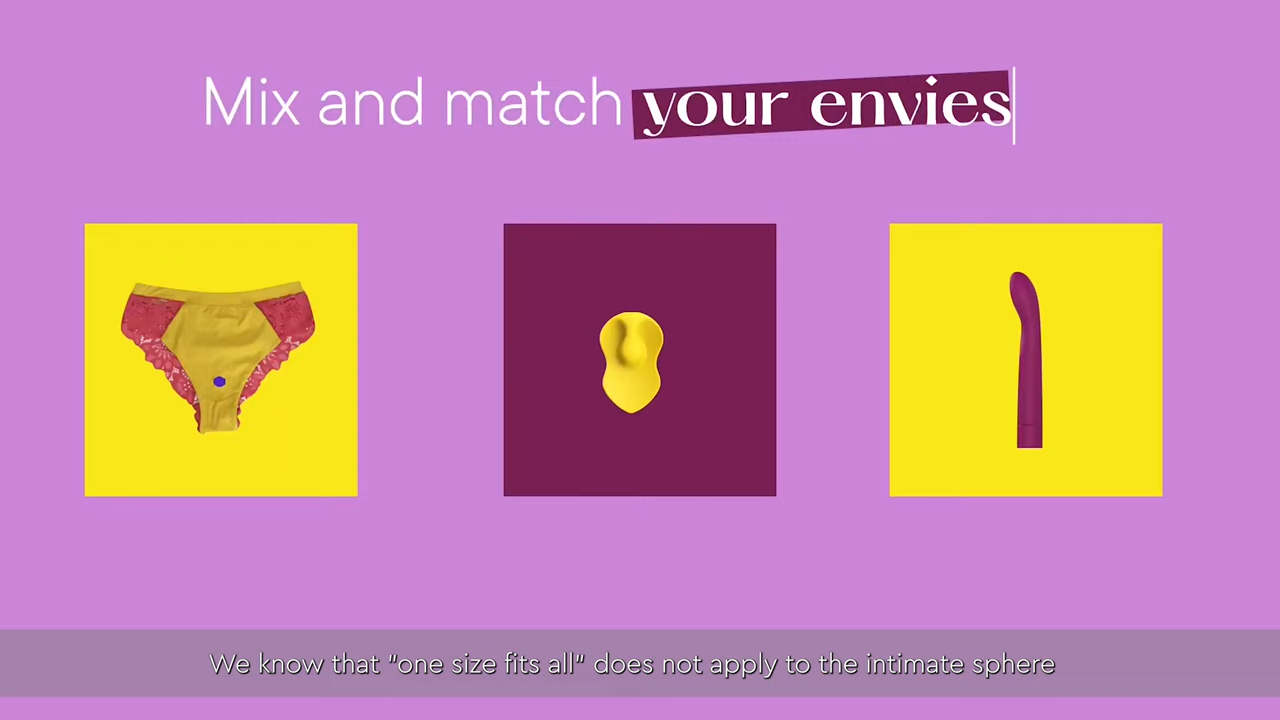 Mix and match your envies
We know that "one size fits all" does not apply to the intimate sphere